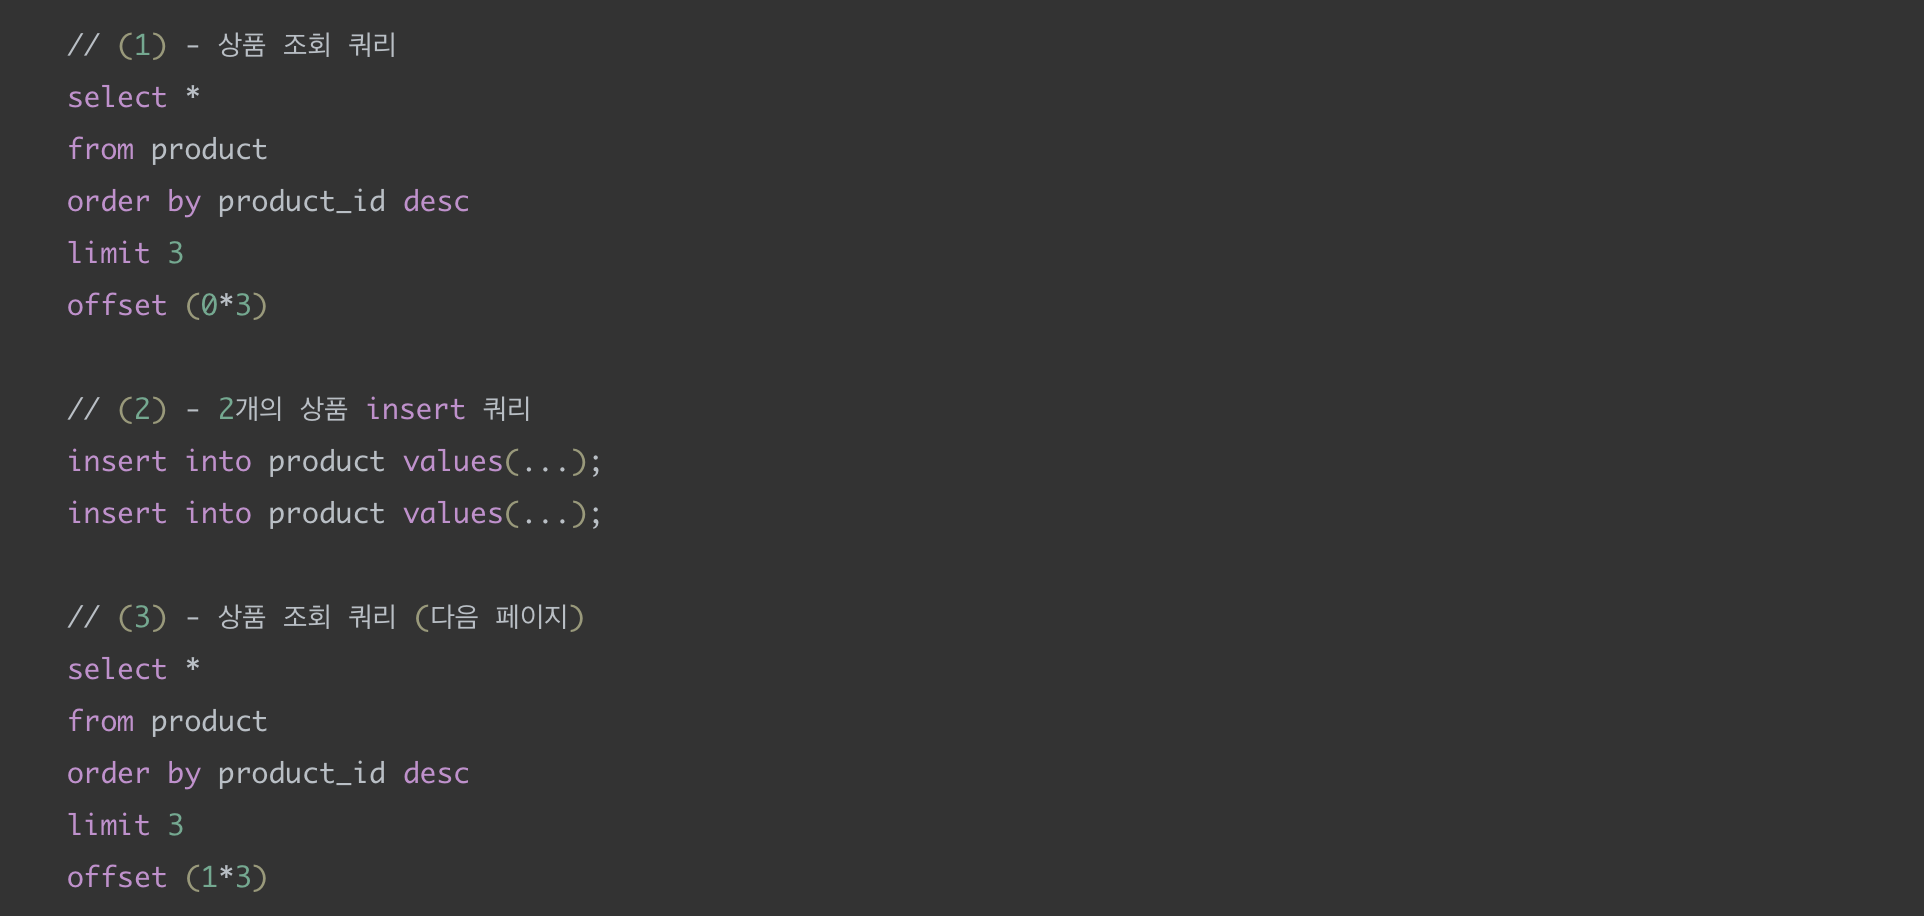 // (1) - 상품 조회 쿼리
select *
from product
order by product_id desc
limit 3
offset (0*3)
// (2) - 2개의 상품 insert 쿼리
insert into product values(...);
insert into product values(...);
// (3) - 상품 조회 쿼리 (다음 페이지)
select *
from product
order by product_id desc
limit 3
offset (1*3)